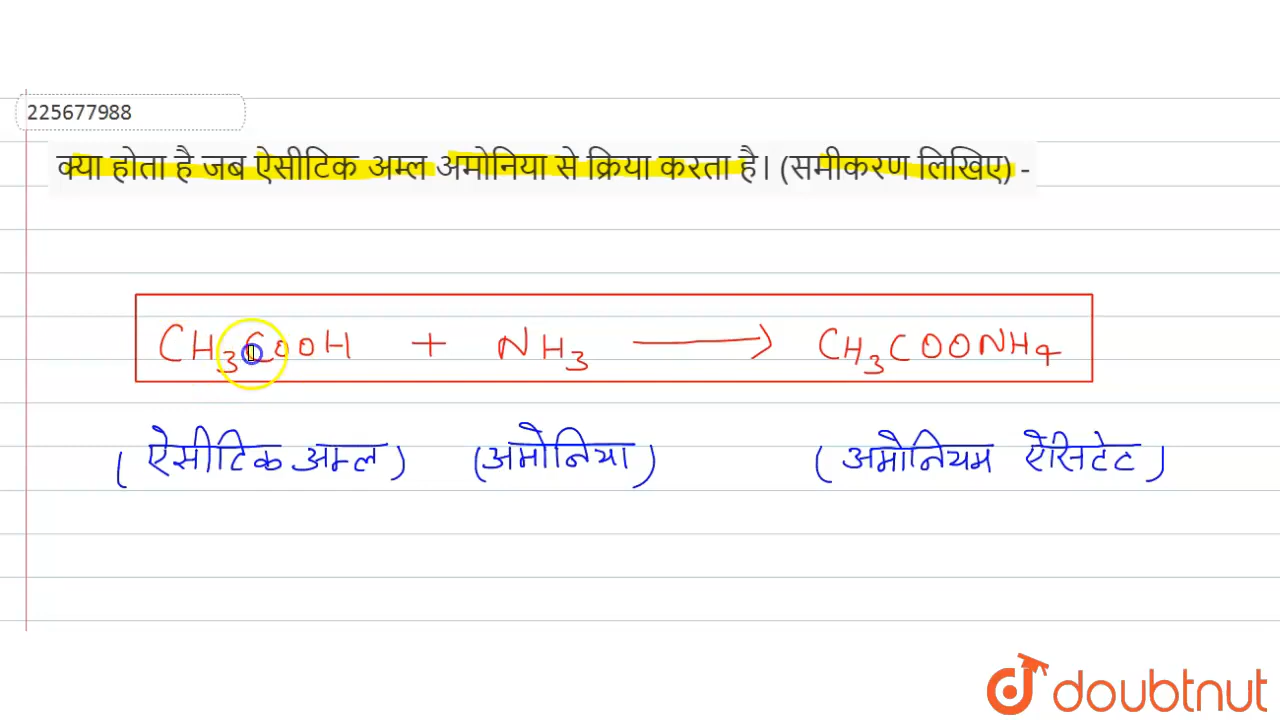 225677988
क्या होता है जब ऐसीटिक अम्ल अमोनिया से क्रिया करता है। (समीकरण लिखिए) -
CH3COOH + NH3 ⟶ CH3COONH4
(ऐसीटिक अम्ल) (अमोनिया) (अमोनियम ऐसिटेट)
doubtnut